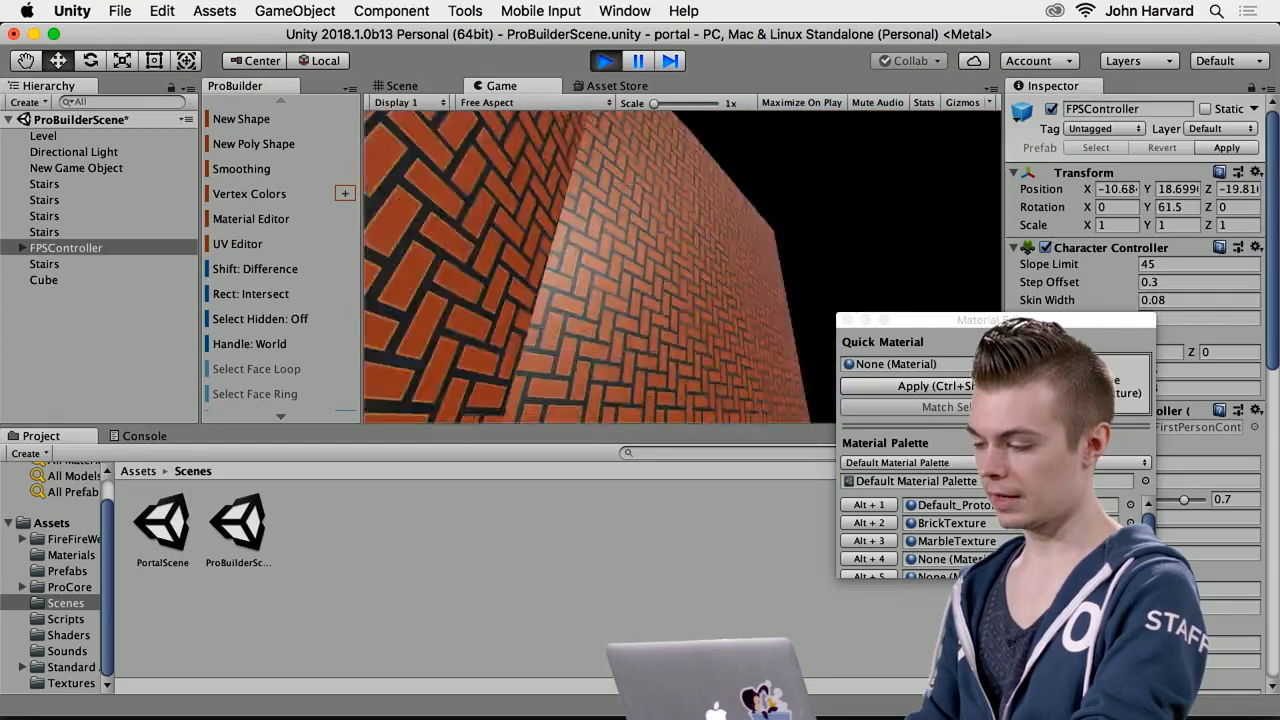 Unity File Edit Assets GameObject Component Tools Mobile Input Window Help John Harvard
Unity 2018.1.0b13 Personal (64bit) - ProBuilderScene.unity - portal - PC, Mac & Linux Standalone (Personal) <Metal>
Center Local Collab Account Layers Default
Hierarchy
Create All
ProBuilderScene*
Level
Directional Light
New Game Object
Stairs
Stairs
Stairs
Stairs
FPSController
Stairs
Cube
ProBuilder
New Shape
New Poly Shape
Smoothing
Vertex Colors +
Material Editor
UV Editor
Shift: Difference
Rect: Intersect
Select Hidden: Off
Handle: World
Select Face Loop
Select Face Ring
Scene Game Asset Store
Display 1 Free Aspect Scale 1x Maximize On Play Mute Audio Stats Gizmos
Inspector
FPSController Static
Tag Untagged Layer Default
Prefab Select Revert Apply
Transform
Position X -10.68 Y 18.699 Z -19.81
Rotation X 0 Y 61.5 Z 0
Scale X 1 Y 1 Z 1
Character Controller
Slope Limit 45
Step Offset 0.3
Skin Width 0.08
Z 0
0.7
Quick Material
None (Material)
Apply
Material Palette
Default Material Palette
Default Material Palette
Alt + 1
Alt + 2 BrickTexture
Alt + 3 MarbleTexture
Alt + 4
Project Console
Create
All Models
All Prefab
Assets
FireFireWe
Materials
Prefabs
ProCore
Scenes
Scripts
Shaders
Sounds
Standard
Textures
Assets Scenes
PortalScene ProBuilderSc...
STAFF